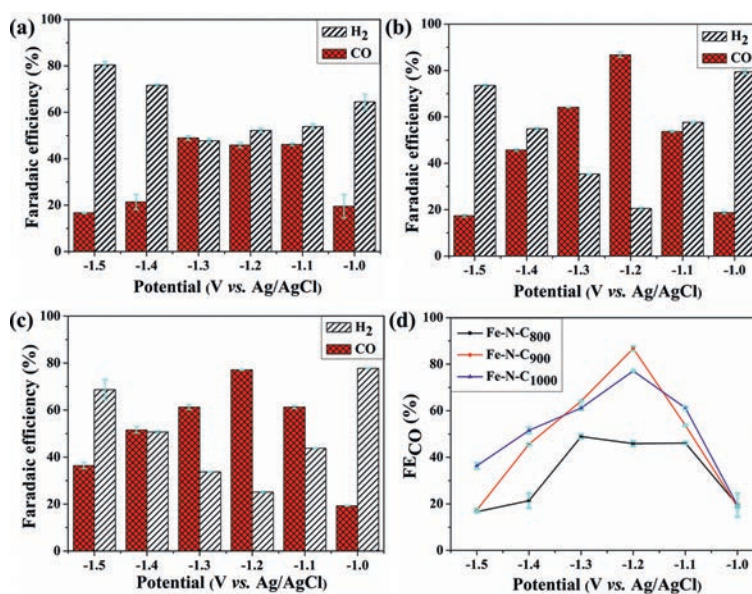 (a)
H2
CO
Faradaic efficiency (%)
100
80
60
40
20
0
-1.5 -1.4 -1.3 -1.2 -1.1 -1.0
Potential (V vs. Ag/AgCl)
(b)
H2
CO
Faradaic efficiency (%)
100
80
60
40
20
0
-1.5 -1.4 -1.3 -1.2 -1.1 -1.0
Potential (V vs. Ag/AgCl)
(c)
H2
CO
Faradaic efficiency (%)
100
80
60
40
20
0
-1.5 -1.4 -1.3 -1.2 -1.1 -1.0
Potential (V vs. Ag/AgCl)
(d)
Fe-N-C800
Fe-N-C900
Fe-N-C1000
FECO (%)
100
80
60
40
20
0
-1.5 -1.4 -1.3 -1.2 -1.1 -1.0
Potential (V vs. Ag/AgCl)